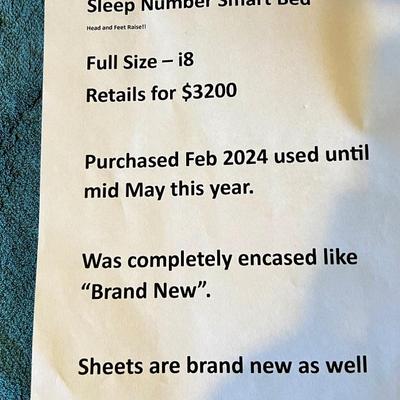 Sleep Number Smart Bed
Head and Feet Raise!!
Full Size – i8
Retails for $3200
Purchased Feb 2024 used until
mid May this year.
Was completely encased like
“Brand New”.
Sheets are brand new as well